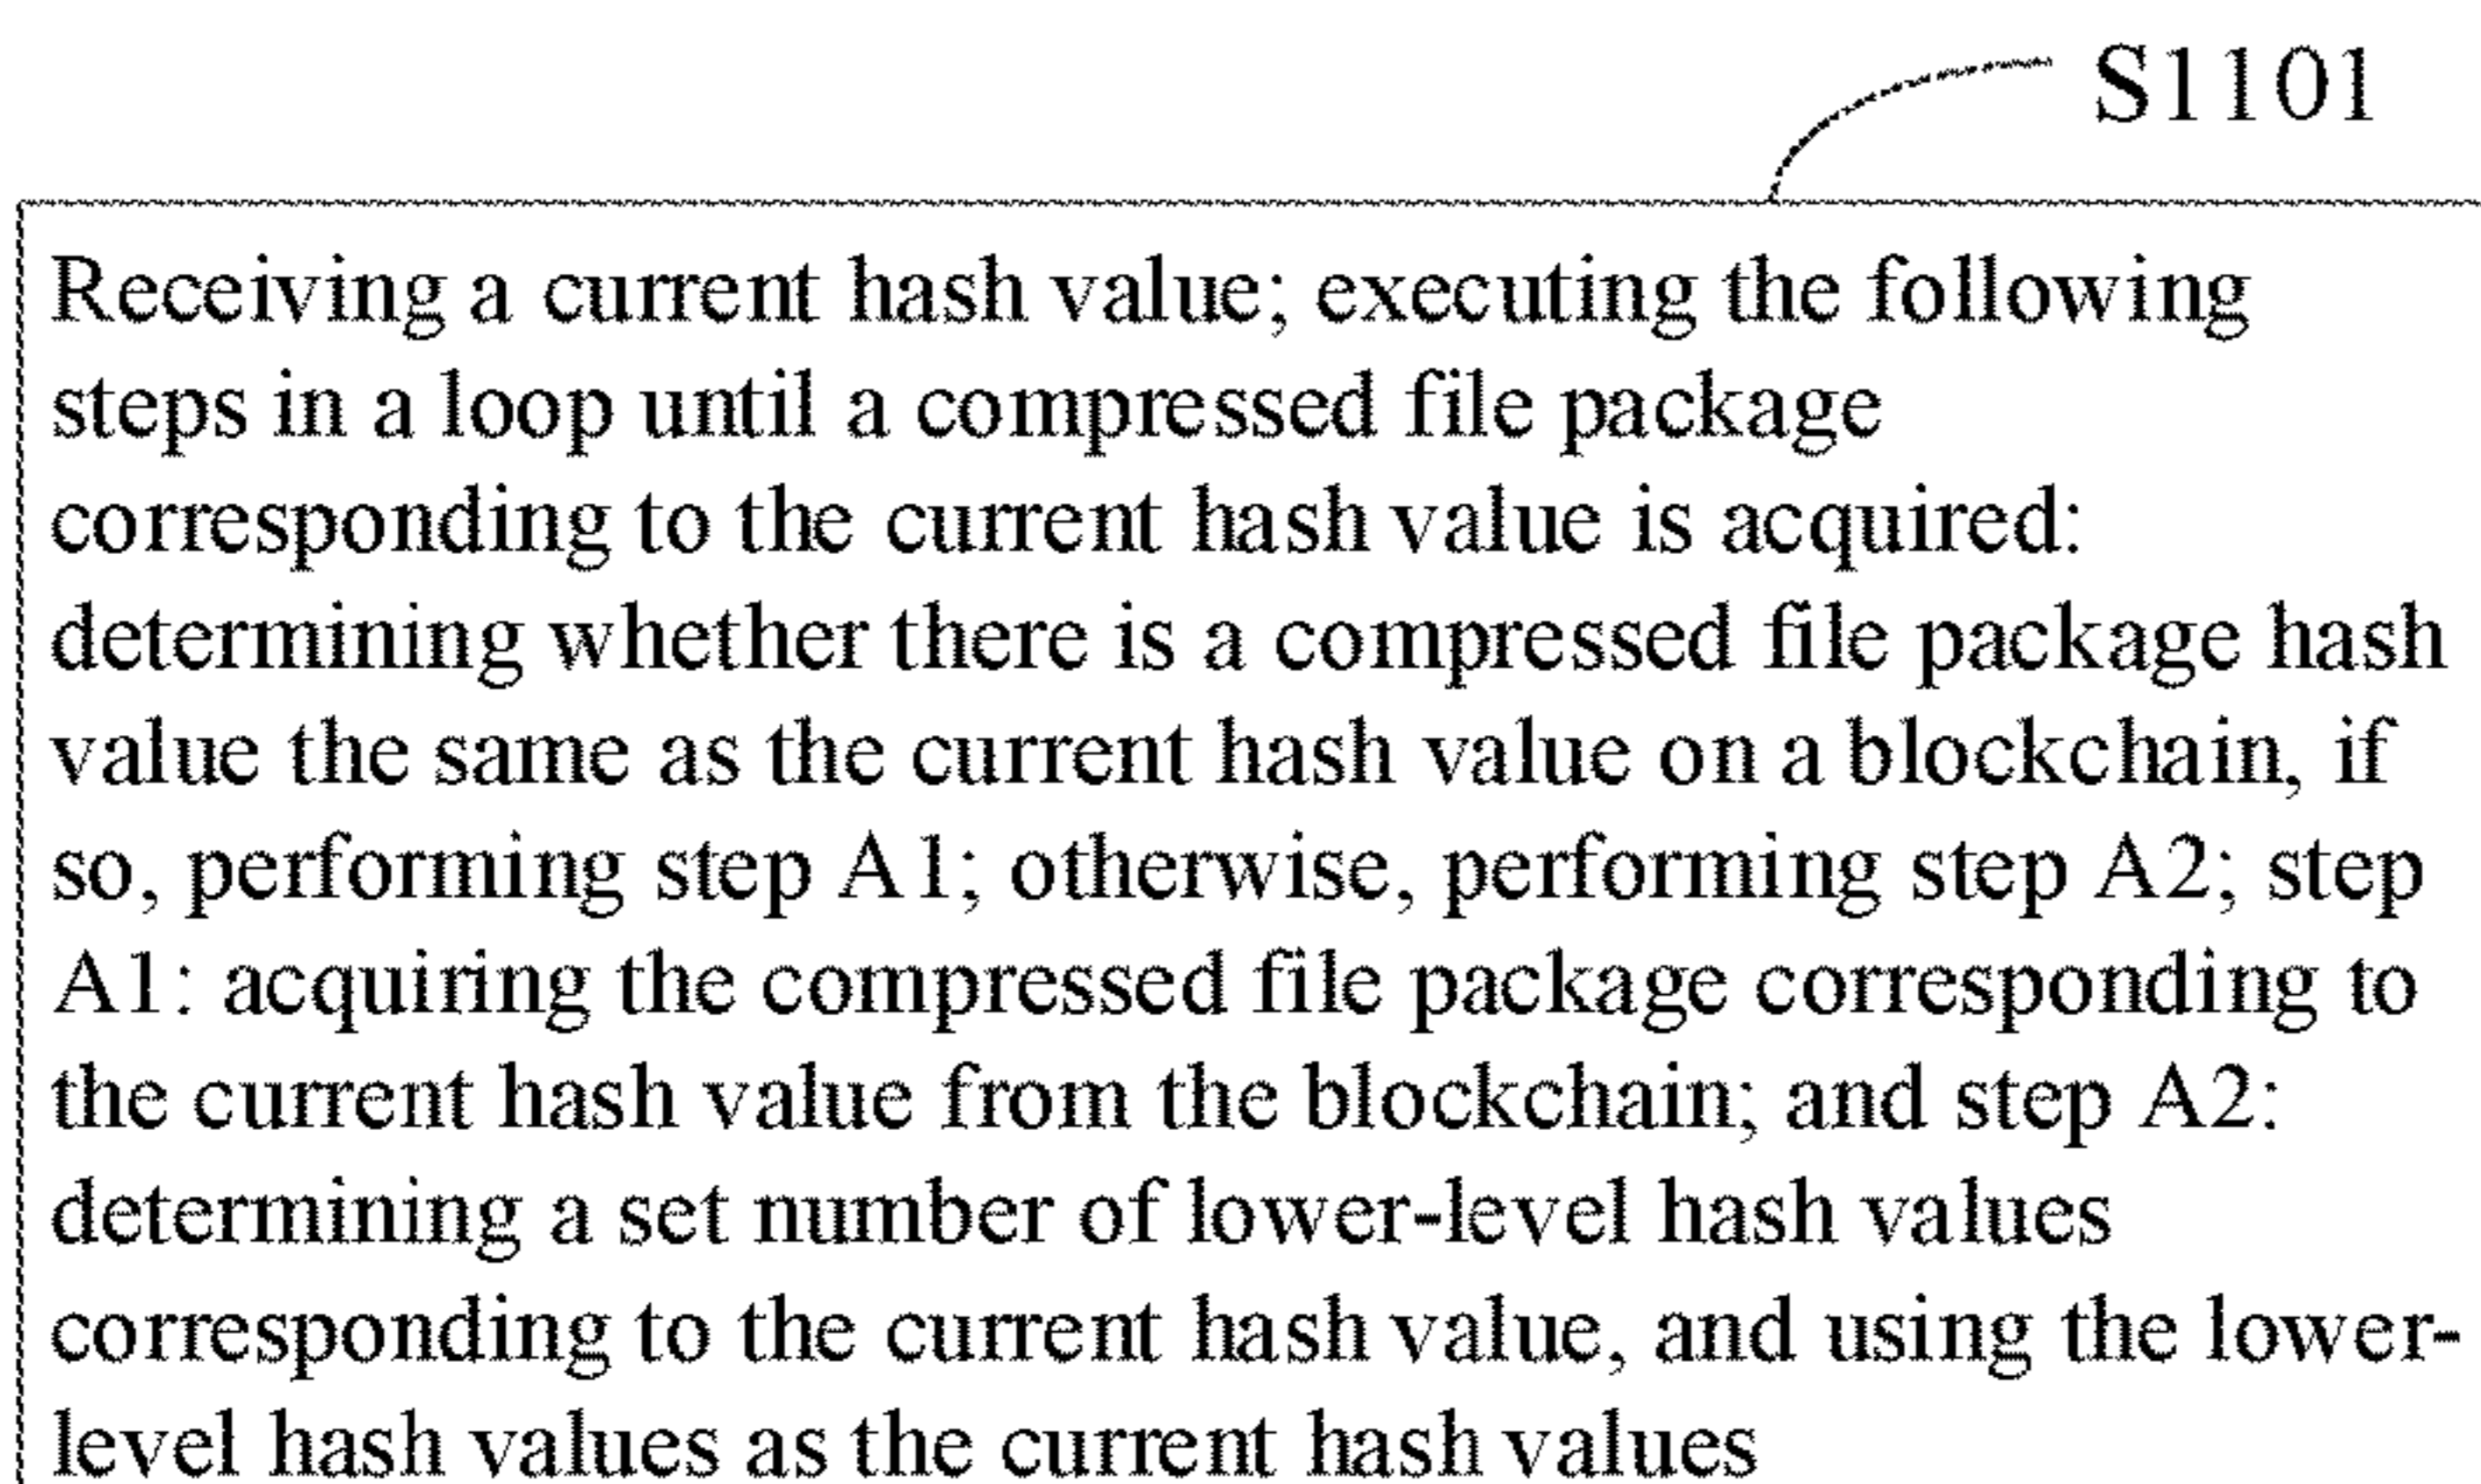 S1101
Receiving a current hash value; executing the following
steps in a loop until a compressed file package
corresponding to the current hash value is acquired:
determining whether there is a compressed file package hash
value the same as the current hash value on a blockchain, if
so, performing step A1; otherwise, performing step A2; step
A1: acquiring the compressed file package corresponding to
the current hash value from the blockchain; and step A2:
determining a set number of lower-level hash values
corresponding to the current hash value, and using the lower-
level hash values as the current hash values